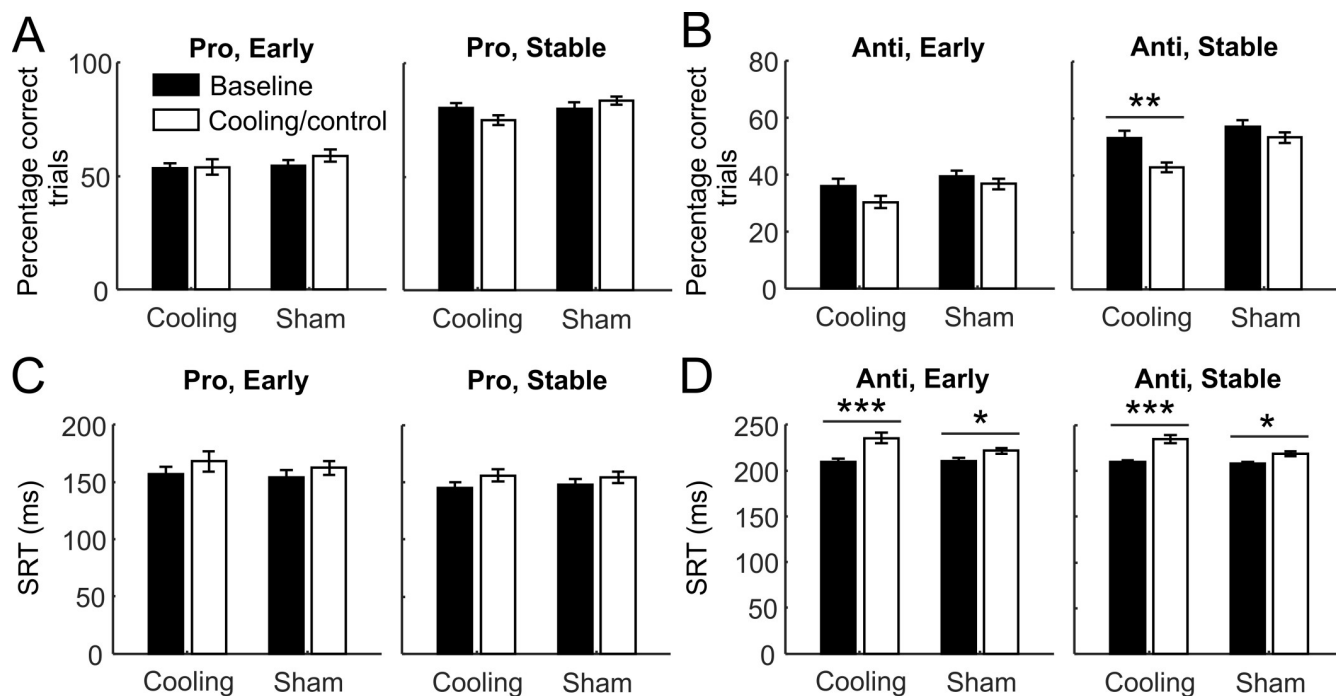 A
Pro, Early
Pro, Stable
Percentage correct
trials
100
50
0
Baseline
Cooling/control
Cooling
Sham
Cooling
Sham
B
Anti, Early
Anti, Stable
Percentage correct
trials
80
60
40
20
0
**
Cooling
Sham
Cooling
Sham
C
Pro, Early
Pro, Stable
SRT (ms)
200
150
100
50
0
Cooling
Sham
Cooling
Sham
D
Anti, Early
Anti, Stable
SRT (ms)
250
200
150
100
50
0
***
*
***
*
Cooling
Sham
Cooling
Sham